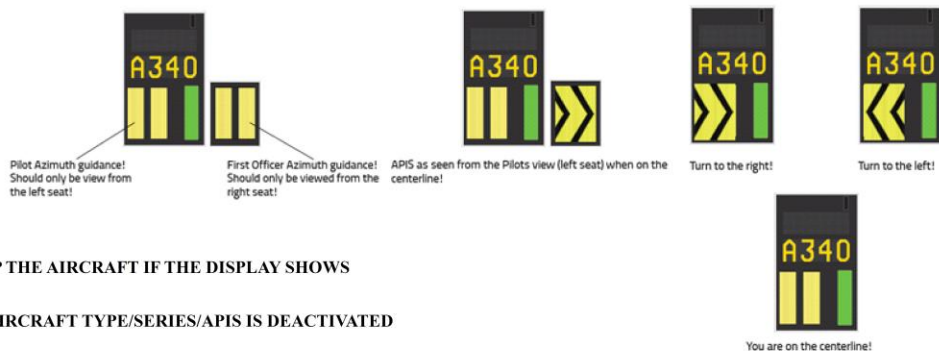 A340
A340
A340
A340
Pilot Azimuth guidance!
Should only be view from
the left seat!
First Officer Azimuth guidance!
Should only be viewed from the
right seat!
APIS as seen from the Pilots view (left seat) when on the
centerline!
Turn to the right!
Turn to the left!
A340
You are on the centerline!
THE AIRCRAFT IF THE DISPLAY SHOWS
AIRCRAFT TYPE/SERIES/APIS IS DEACTIVATED